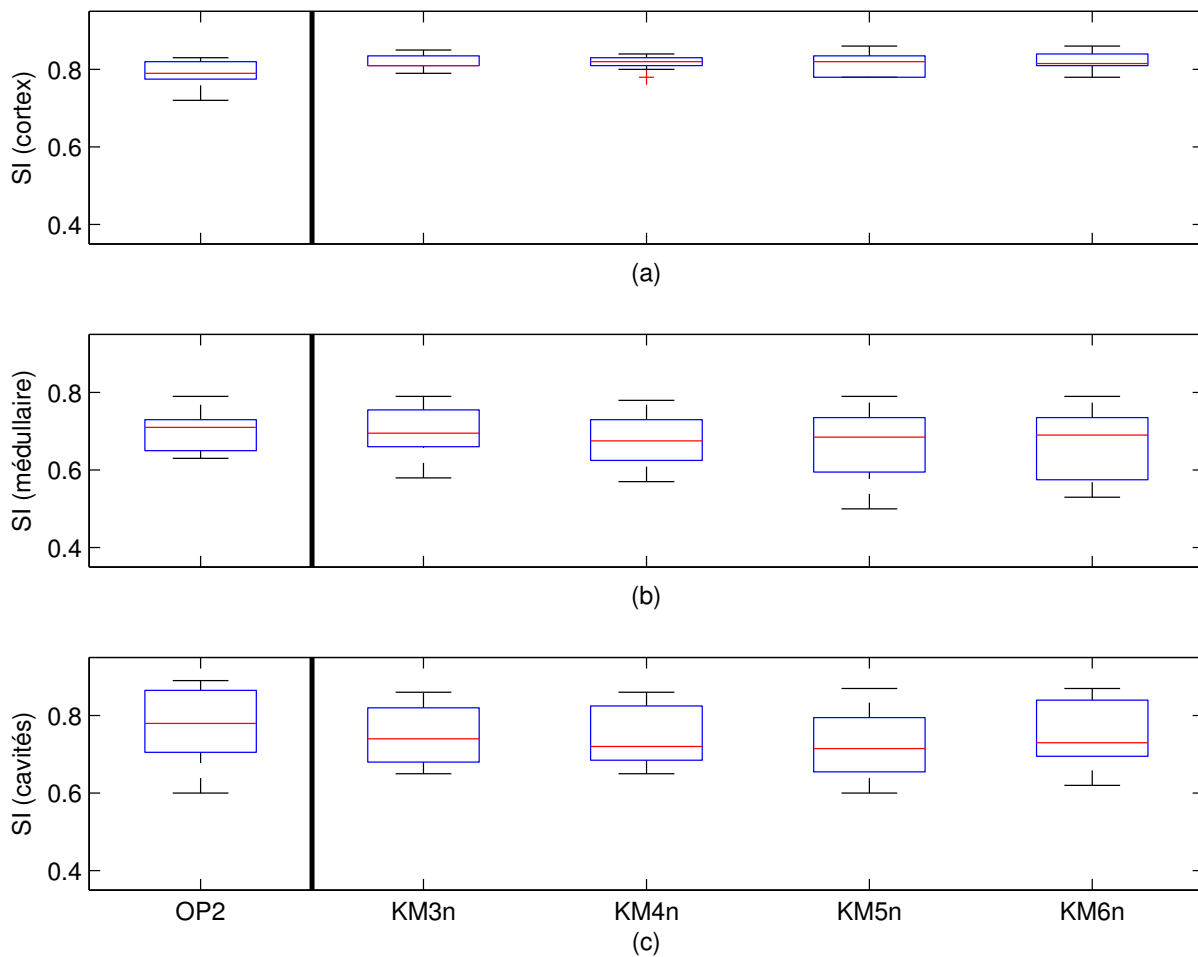 SI (cortex)
0.8
0.6
0.4
(a)
SI (médullaire)
0.8
0.6
0.4
(b)
SI (cavités)
0.8
0.6
0.4
OP2 KM3n KM4n KM5n KM6n
(c)